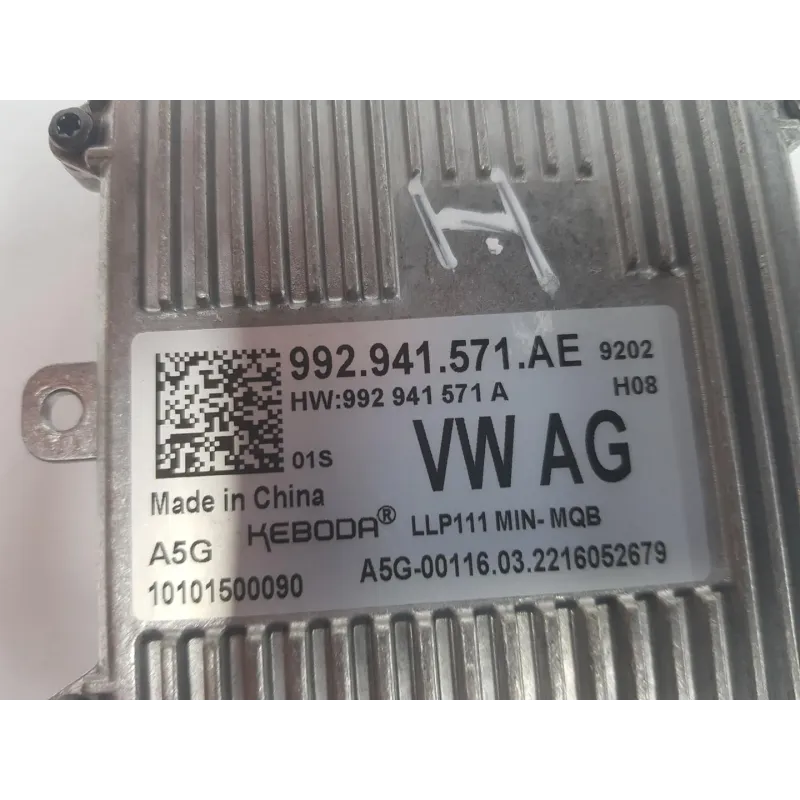 H
992.941.571.AE 9202
HW:992 941 571 A H08
01S VW AG
Made in China
KEBODA® LLP111 MIN-MQB
A5G A5G-00116.03.2216052679
10101500090